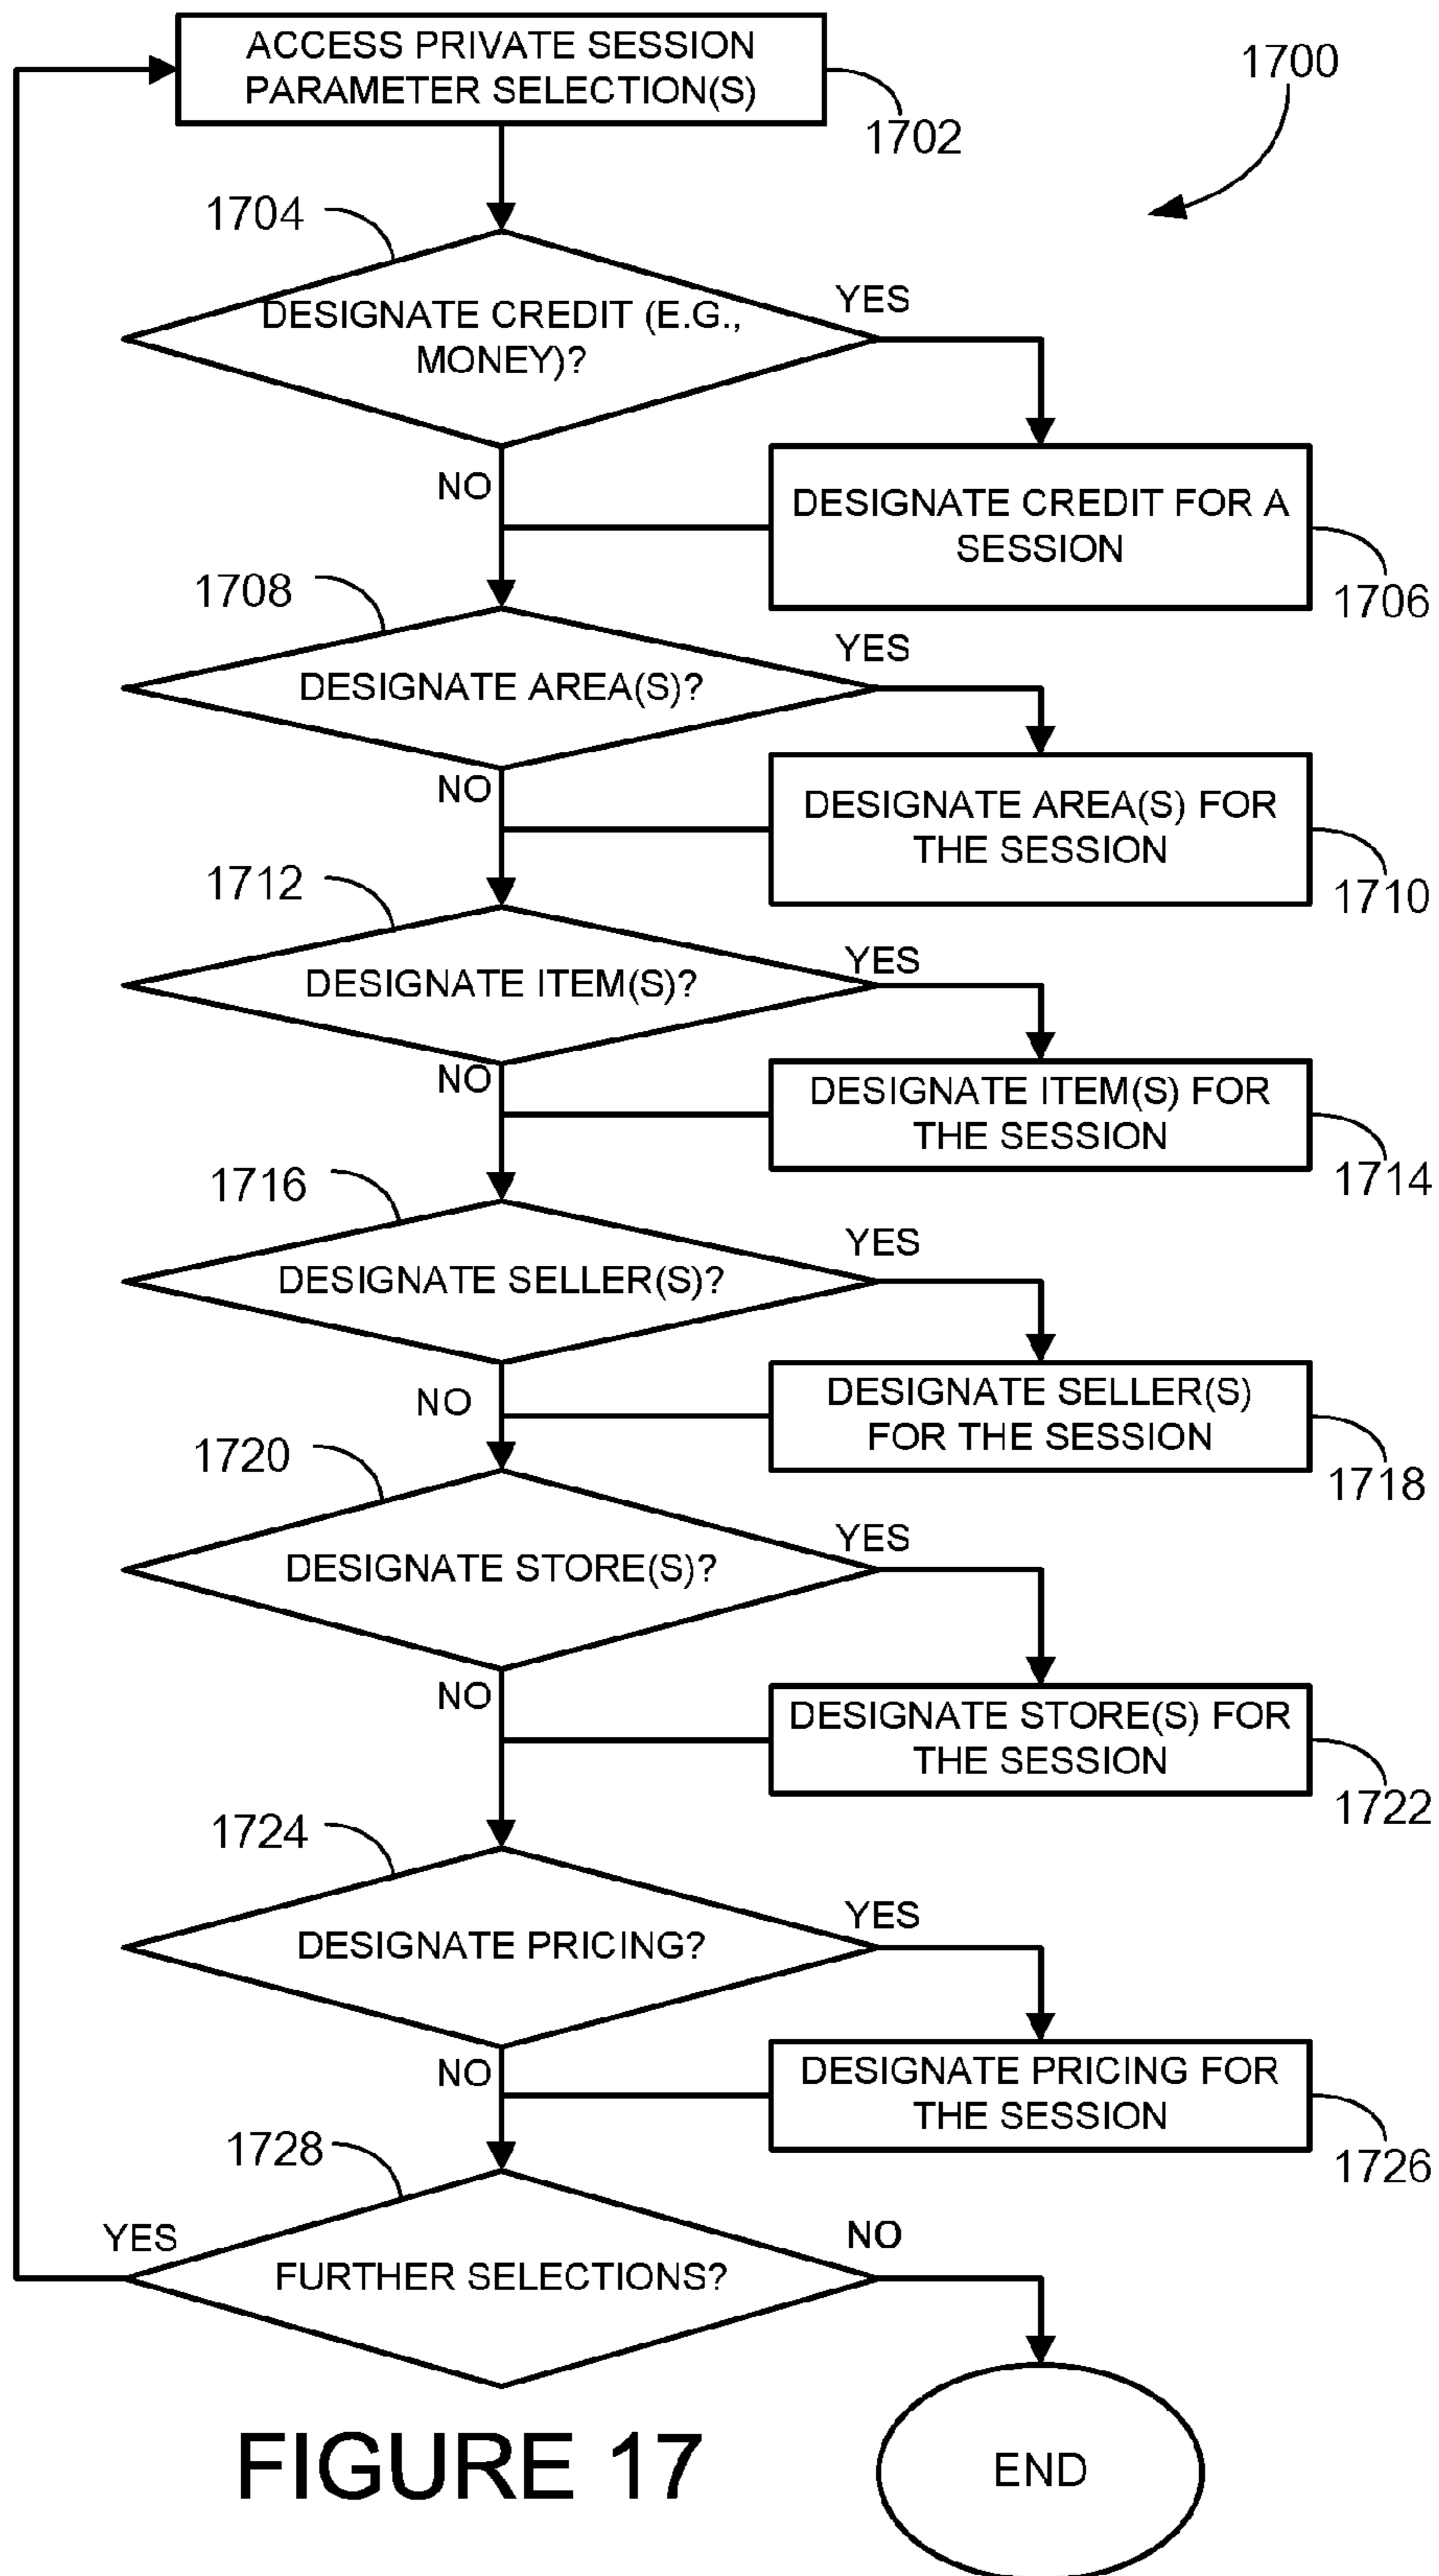 ACCESS PRIVATE SESSION
PARAMETER SELECTION(S)
1700
1702
1704
DESIGNATE CREDIT (E.G.,
MONEY)?
YES
NO
DESIGNATE CREDIT FOR A
SESSION
1706
1708
DESIGNATE AREA(S)?
YES
NO
DESIGNATE AREA(S) FOR
THE SESSION
1710
1712
DESIGNATE ITEM(S)?
YES
NO
DESIGNATE ITEM(S) FOR
THE SESSION
1714
1716
DESIGNATE SELLER(S)?
YES
NO
DESIGNATE SELLER(S)
FOR THE SESSION
1718
1720
DESIGNATE STORE(S)?
YES
NO
DESIGNATE STORE(S) FOR
THE SESSION
1722
1724
DESIGNATE PRICING?
YES
NO
DESIGNATE PRICING FOR
THE SESSION
1726
1728
YES
FURTHER SELECTIONS?
NO
END
FIGURE 17